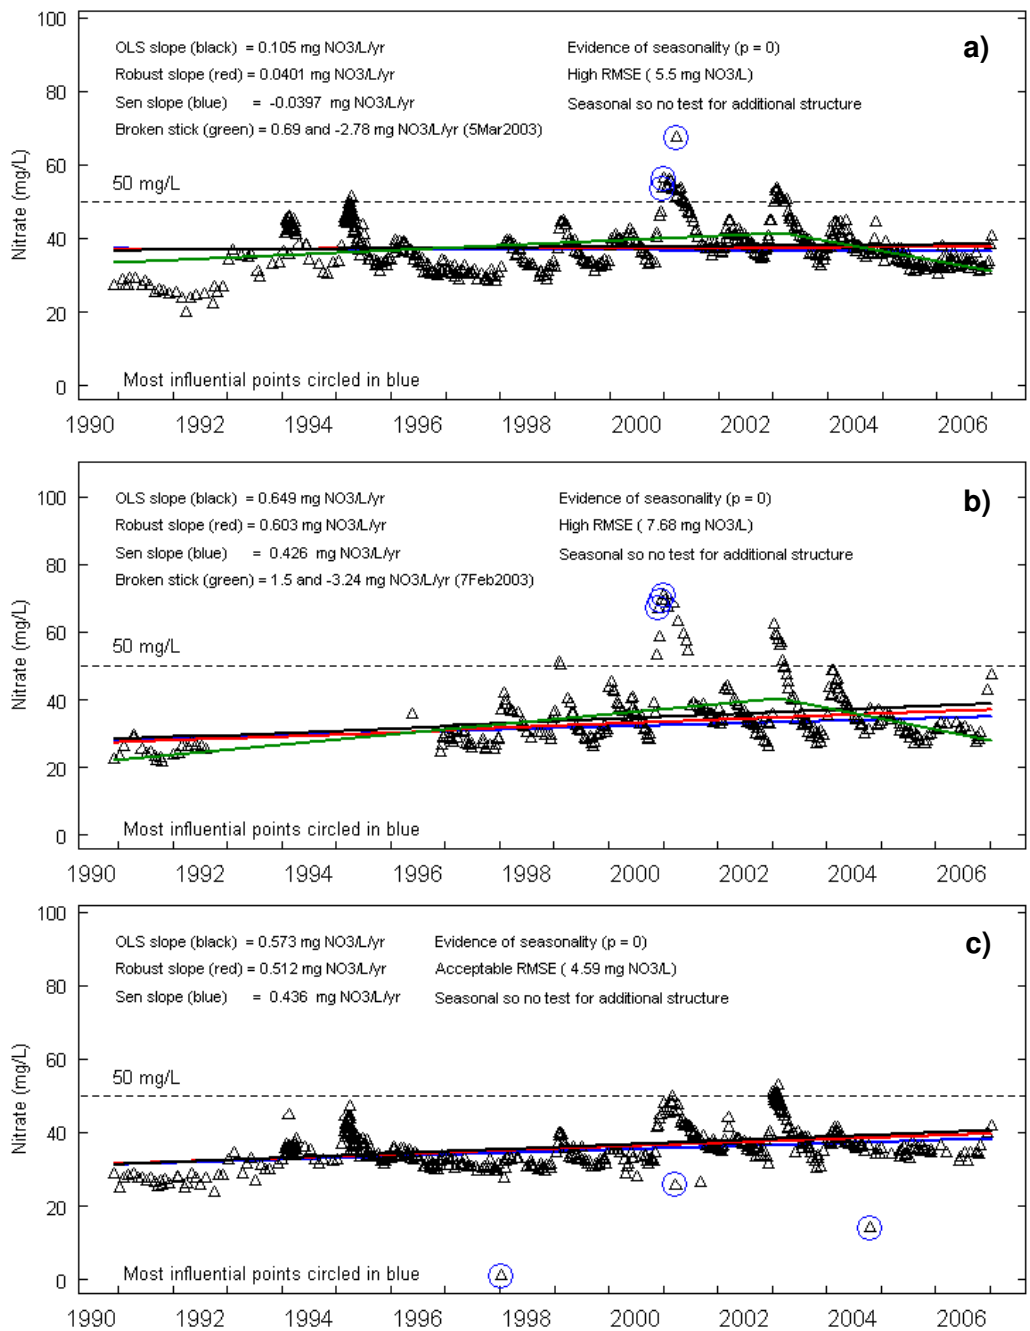 100
80
60
40
20
0
Nitrate (mg/L)
OLS slope (black) = 0.105 mg NO3/L/yr
Robust slope (red) = 0.0401 mg NO3/L/yr
Sen slope (blue) = -0.0397 mg NO3/L/yr
Broken stick (green) = 0.69 and -2.78 mg NO3/L/yr (5Mar2003)
Evidence of seasonality (p = 0)
High RMSE ( 5.5 mg NO3/L)
Seasonal so no test for additional structure
a)
50 mg/L
Most influential points circled in blue
1990 1992 1994 1996 1998 2000 2002 2004 2006
100
80
60
40
20
0
Nitrate (mg/L)
OLS slope (black) = 0.649 mg NO3/L/yr
Robust slope (red) = 0.603 mg NO3/L/yr
Sen slope (blue) = 0.426 mg NO3/L/yr
Broken stick (green) = 1.5 and -3.24 mg NO3/L/yr (7Feb2003)
Evidence of seasonality (p = 0)
High RMSE ( 7.68 mg NO3/L)
Seasonal so no test for additional structure
b)
50 mg/L
Most influential points circled in blue
1990 1992 1994 1996 1998 2000 2002 2004 2006
100
80
60
40
20
0
Nitrate (mg/L)
OLS slope (black) = 0.573 mg NO3/L/yr
Robust slope (red) = 0.512 mg NO3/L/yr
Sen slope (blue) = 0.436 mg NO3/L/yr
Evidence of seasonality (p = 0)
Acceptable RMSE ( 4.59 mg NO3/L)
Seasonal so no test for additional structure
c)
50 mg/L
Most influential points circled in blue
1990 1992 1994 1996 1998 2000 2002 2004 2006